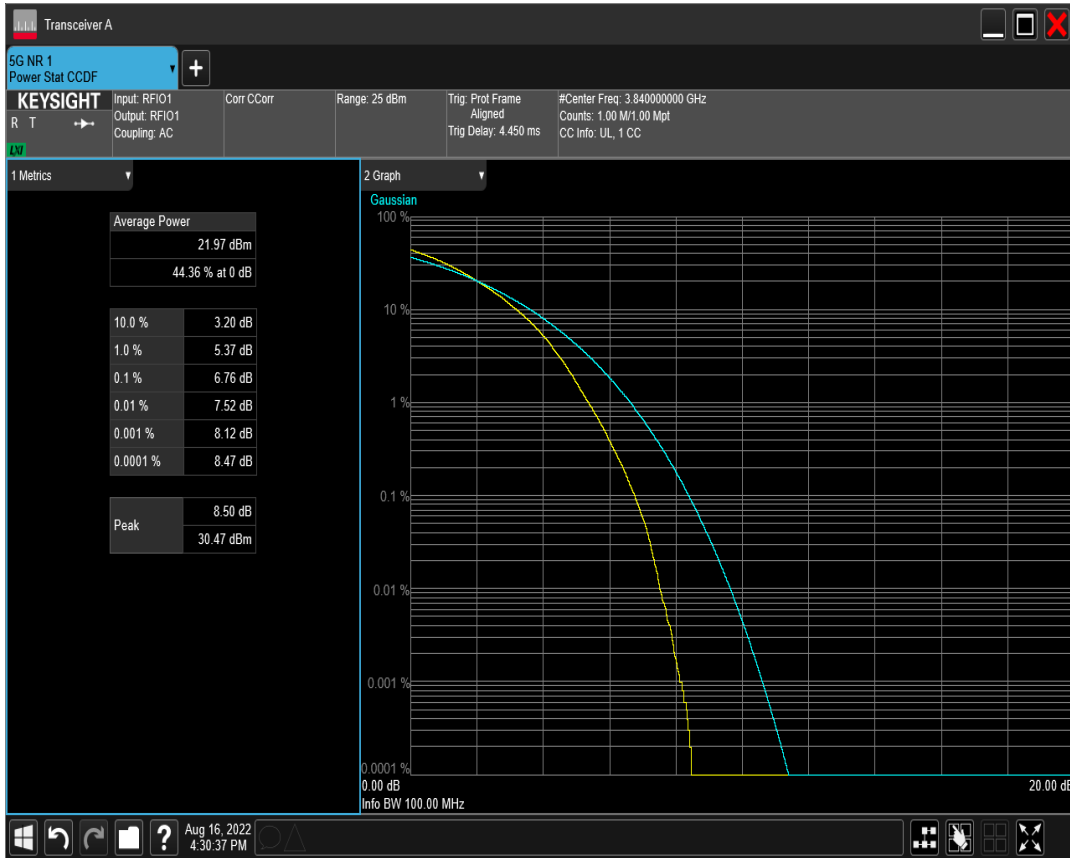 Transceiver A
5G NR 1
Power Stat CCDF
KEYSIGHT
R T
LXI
Input: RFIO1
Output: RFIO1
Coupling: AC
Corr CCorr
Range: 25 dBm
Trig: Prot Frame
Aligned
Trig Delay: 4.450 ms
#Center Freq: 3.840000000 GHz
Counts: 1.00 M/1.00 Mpt
CC Info: UL, 1 CC
1 Metrics
Average Power
21.97 dBm
44.36 % at 0 dB
10.0 % 3.20 dB
1.0 % 5.37 dB
0.1 % 6.76 dB
0.01 % 7.52 dB
0.001 % 8.12 dB
0.0001 % 8.47 dB
Peak
8.50 dB
30.47 dBm
2 Graph
Gaussian
100 %
10 %
1 %
0.1 %
0.01 %
0.001 %
0.0001 %
0.00 dB 20.00 dB
Info BW 100.00 MHz
? Aug 16, 2022
4:30:37 PM